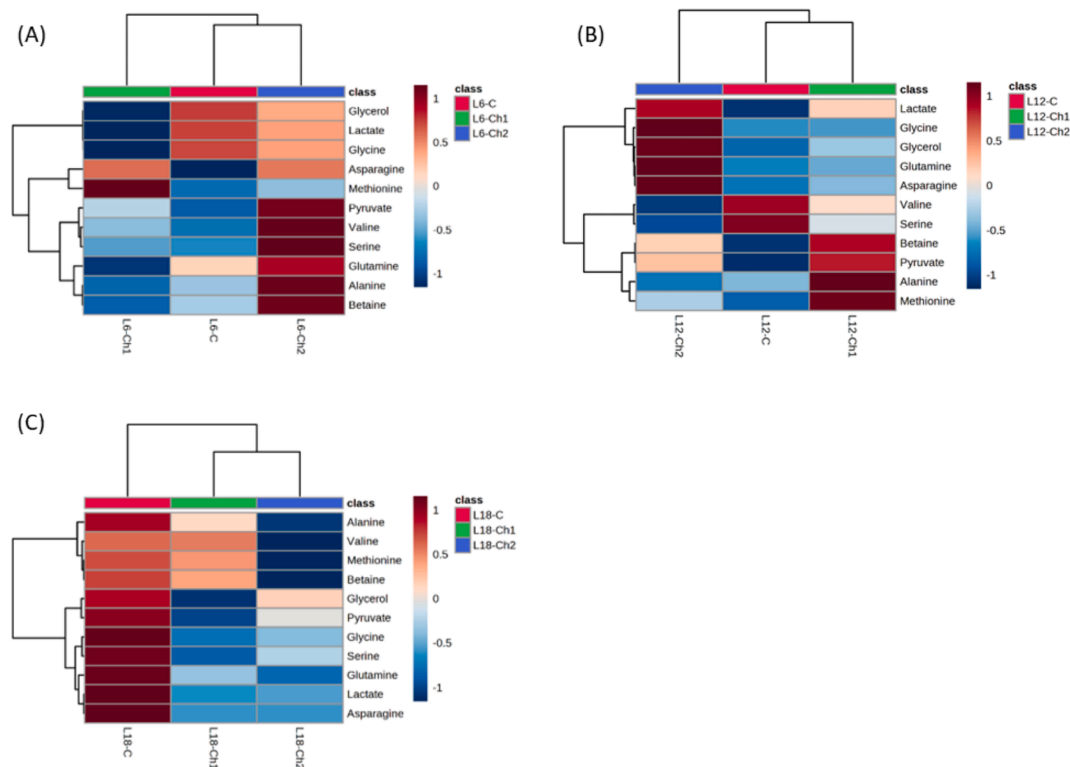 (A)
class
L6-C
L6-Ch1
L6-Ch2
Glycerol
Lactate
Glycine
Asparagine
Methionine
Pyruvate
Valine
Serine
Glutamine
Alanine
Betaine
1
0.5
0
-0.5
-1
class
L6-Ch1
L6-C
L6-Ch2
(B)
class
L12-C
L12-Ch1
L12-Ch2
Lactate
Glycine
Glycerol
Glutamine
Asparagine
Valine
Serine
Betaine
Pyruvate
Alanine
Methionine
1
0.5
0
-0.5
-1
class
L12-Ch2
L12-C
L12-Ch1
(C)
class
L18-C
L18-Ch1
L18-Ch2
Alanine
Valine
Methionine
Betaine
Glycerol
Pyruvate
Glycine
Serine
Glutamine
Lactate
Asparagine
1
0.5
0
-0.5
-1
class
L18-C
L18-Ch1
L18-Ch2